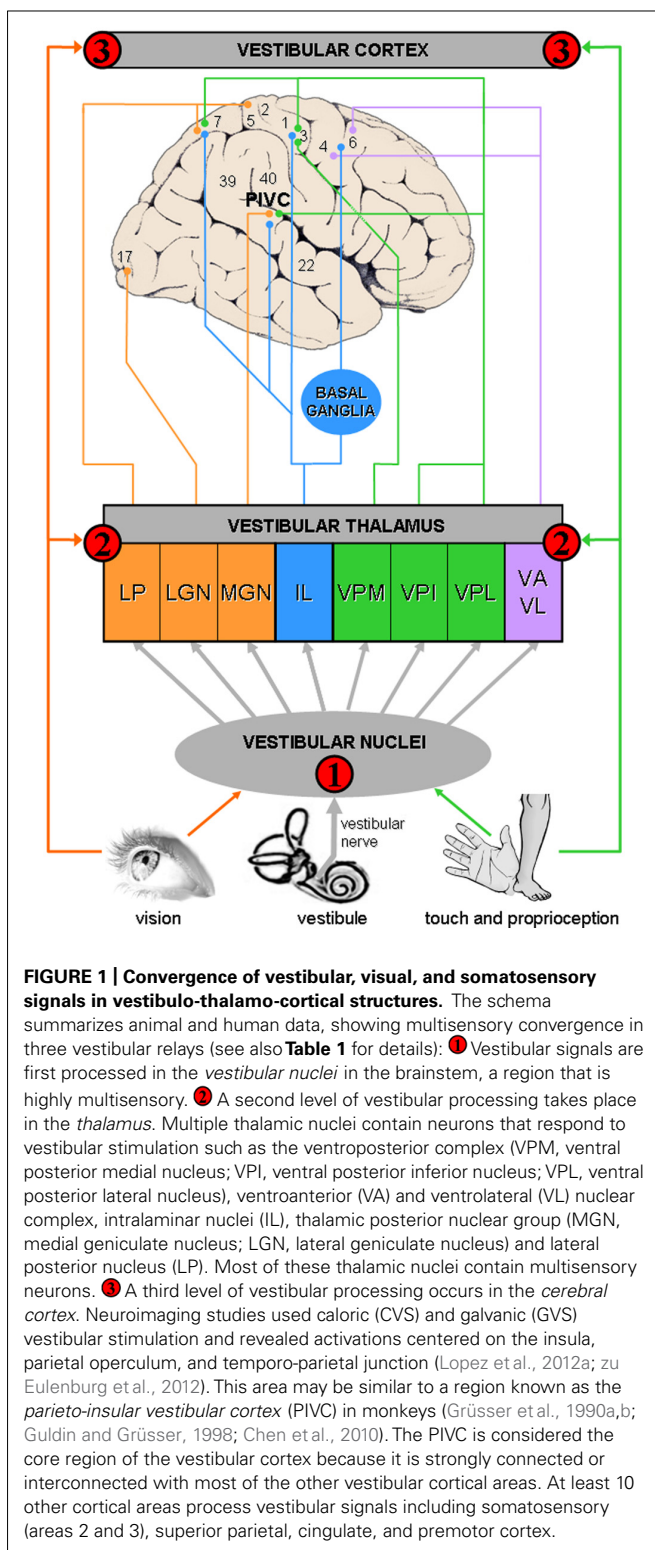 3 VESTIBULAR CORTEX 3
7 5 2 1 3 4 6
39 40
PIVC
17
22
BASAL
GANGLIA
2 VESTIBULAR THALAMUS 2
LP LGN MGN IL VPM VPI VPL VA
VL
VESTIBULAR NUCLEI
1
vestibular
nerve
vision vestibule touch and proprioception
FIGURE 1 | Convergence of vestibular, visual, and somatosensory
signals in vestibulo-thalamo-cortical structures. The schema
summarizes animal and human data, showing multisensory convergence in
three vestibular relays (see also Table 1 for details): 1 Vestibular signals are
first processed in the vestibular nuclei in the brainstem, a region that is
highly multisensory. 2 A second level of vestibular processing takes place
in the thalamus. Multiple thalamic nuclei contain neurons that respond to
vestibular stimulation such as the ventroposterior complex (VPM, ventral
posterior medial nucleus; VPI, ventral posterior inferior nucleus; VPL, ventral
posterior lateral nucleus), ventroanterior (VA) and ventrolateral (VL) nuclear
complex, intralaminar nuclei (IL), thalamic posterior nuclear group (MGN,
medial geniculate nucleus; LGN, lateral geniculate nucleus) and lateral
posterior nucleus (LP). Most of these thalamic nuclei contain multisensory
neurons. 3 A third level of vestibular processing occurs in the cerebral
cortex. Neuroimaging studies used caloric (CVS) and galvanic (GVS)
vestibular stimulation and revealed activations centered on the insula,
parietal operculum, and temporo-parietal junction (Lopez et al., 2012a; zu
Eulenburg et al., 2012). This area may be similar to a region known as the
parieto-insular vestibular cortex (PIVC) in monkeys (Grüsser et al., 1990a,b;
Guldin and Grüsser, 1998; Chen et al., 2010). The PIVC is considered the
core region of the vestibular cortex because it is strongly connected or
interconnected with most of the other vestibular cortical areas. At least 10
other cortical areas process vestibular signals including somatosensory
(areas 2 and 3), superior parietal, cingulate, and premotor cortex.